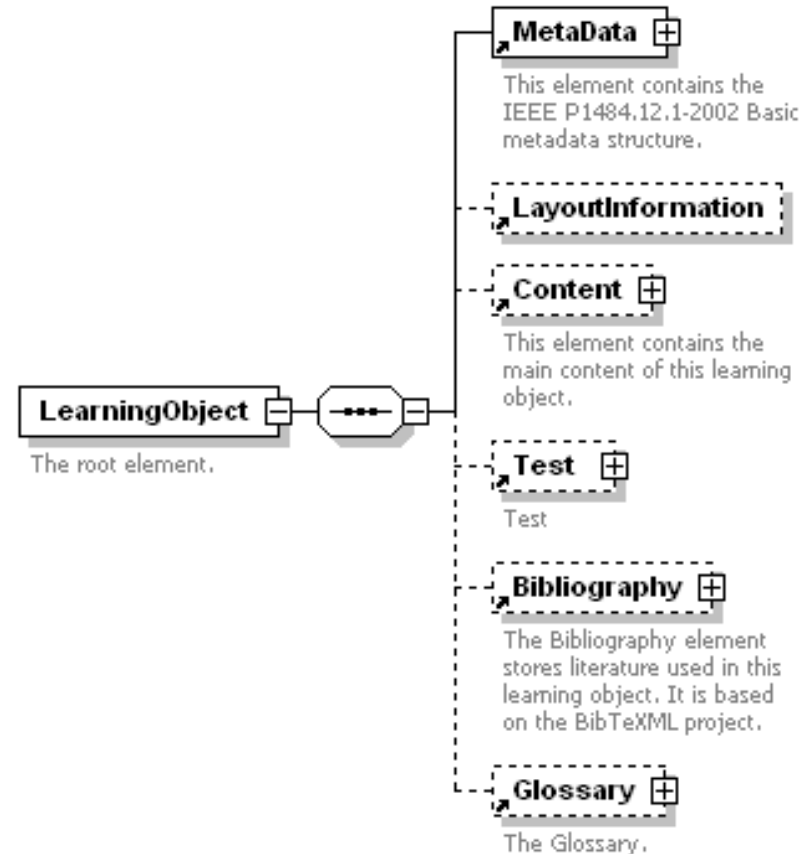 MetaData
This element contains the
IEEE P1484.12.1-2002 Basic
metadata structure.
LayoutInformation
Content
This element contains the
main content of this learning
object.
LearningObject
The root element.
Test
Test
Bibliography
The Bibliography element
stores literature used in this
learning object. It is based
on the BibTeXML project.
Glossary
The Glossary.